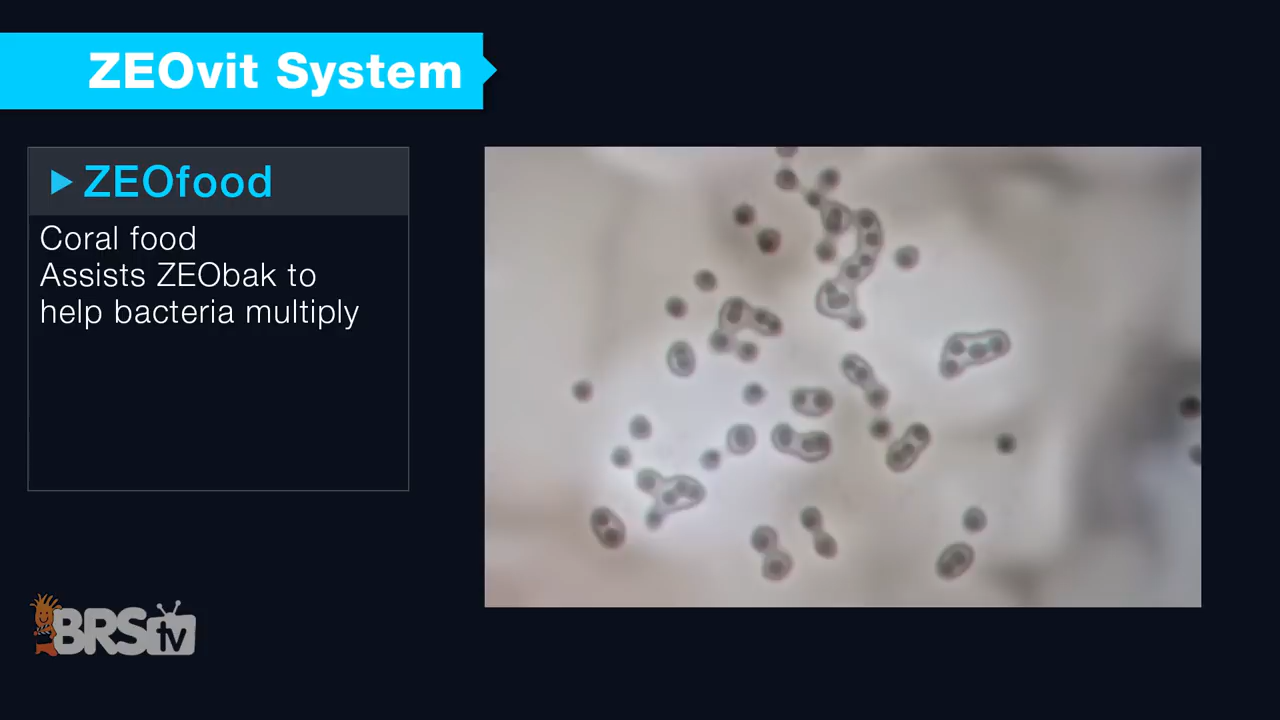 ZEOvit System
ZEOfood
Coral food
Assists ZEObak to
help bacteria multiply
BRStv